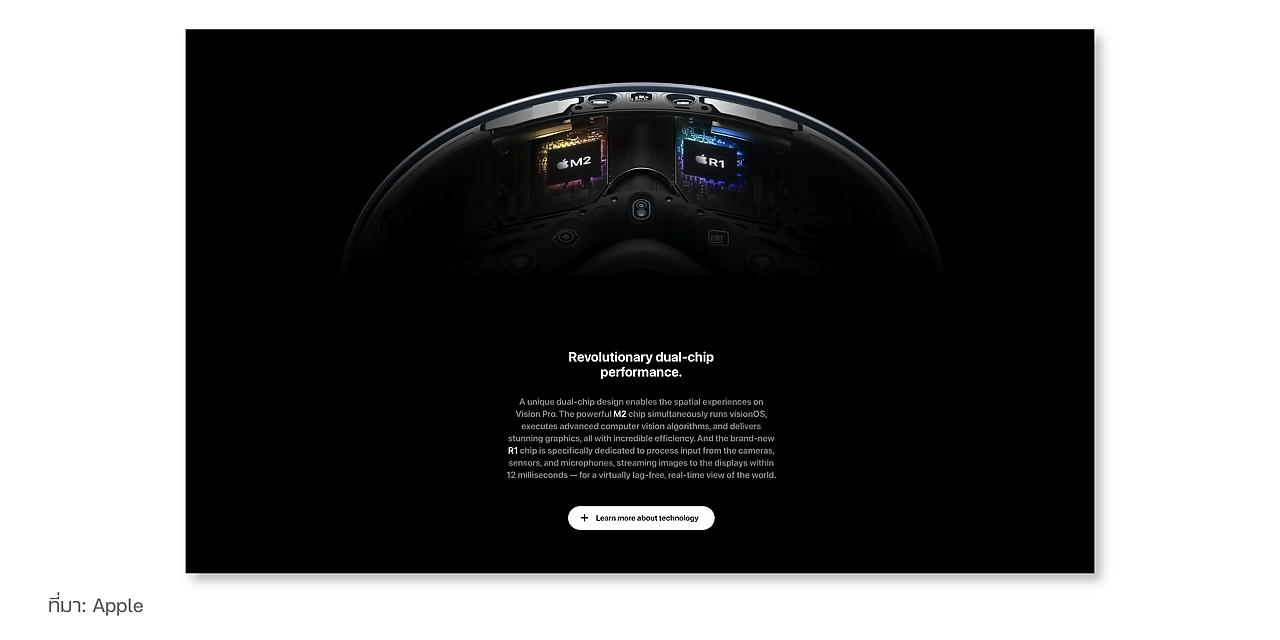 M2
R1
Revolutionary dual-chip
performance.
A unique dual-chip design enables the spatial experiences on
Vision Pro. The powerful M2 chip simultaneously runs visionOS,
executes advanced computer vision algorithms, and delivers
stunning graphics, all with incredible efficiency. And the brand-new
R1 chip is specifically dedicated to process input from the cameras,
sensors, and microphones, streaming images to the displays within
12 milliseconds — for a virtually lag-free, real-time view of the world.
+ Learn more about technology
ที่มา: Apple